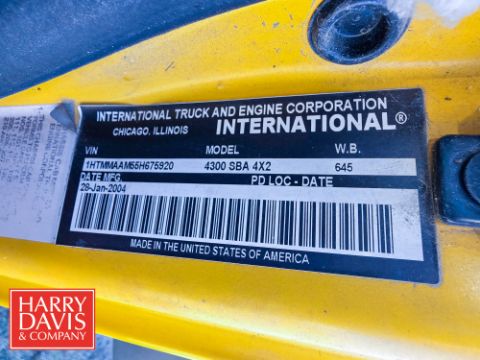 INTERNATIONAL TRUCK AND ENGINE CORPORATION
CHICAGO, ILLINOIS INTERNATIONAL®
VIN MODEL W.B.
1HTMMAAM55H675920 4300 SBA 4X2 645
DATE MFG. PD LOC - DATE
28-Jan-2004
MADE IN THE UNITED STATES OF AMERICA
HARRY
DAVIS
& COMPANY